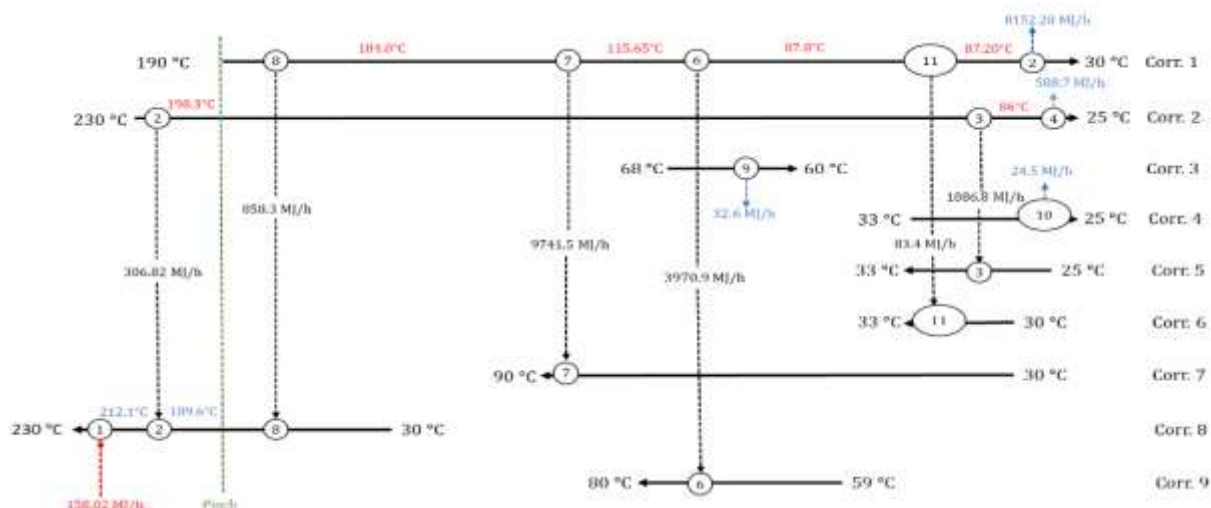 8152.28 MJ/h
184.0°C
115.65°C
87.8°C
87.20°C
190 °C
8
7
6
11
2
30 °C
Corr. 1
508.7 MJ/h
198.3°C
86°C
230 °C
2
3
4
25 °C
Corr. 2
68 °C
9
60 °C
Corr. 3
24.5 MJ/h
32.6 MJ/h
858.3 MJ/h
1086.8 MJ/h
33 °C
10
25 °C
Corr. 4
9741.5 MJ/h
83.4 MJ/h
306.82 MJ/h
3970.9 MJ/h
33 °C
3
25 °C
Corr. 5
33 °C
11
30 °C
Corr. 6
90 °C
7
30 °C
Corr. 7
212.1°C
189.6°C
230 °C
1
2
8
30 °C
Corr. 8
80 °C
6
59 °C
Corr. 9
158.02 MJ/h
Pinch